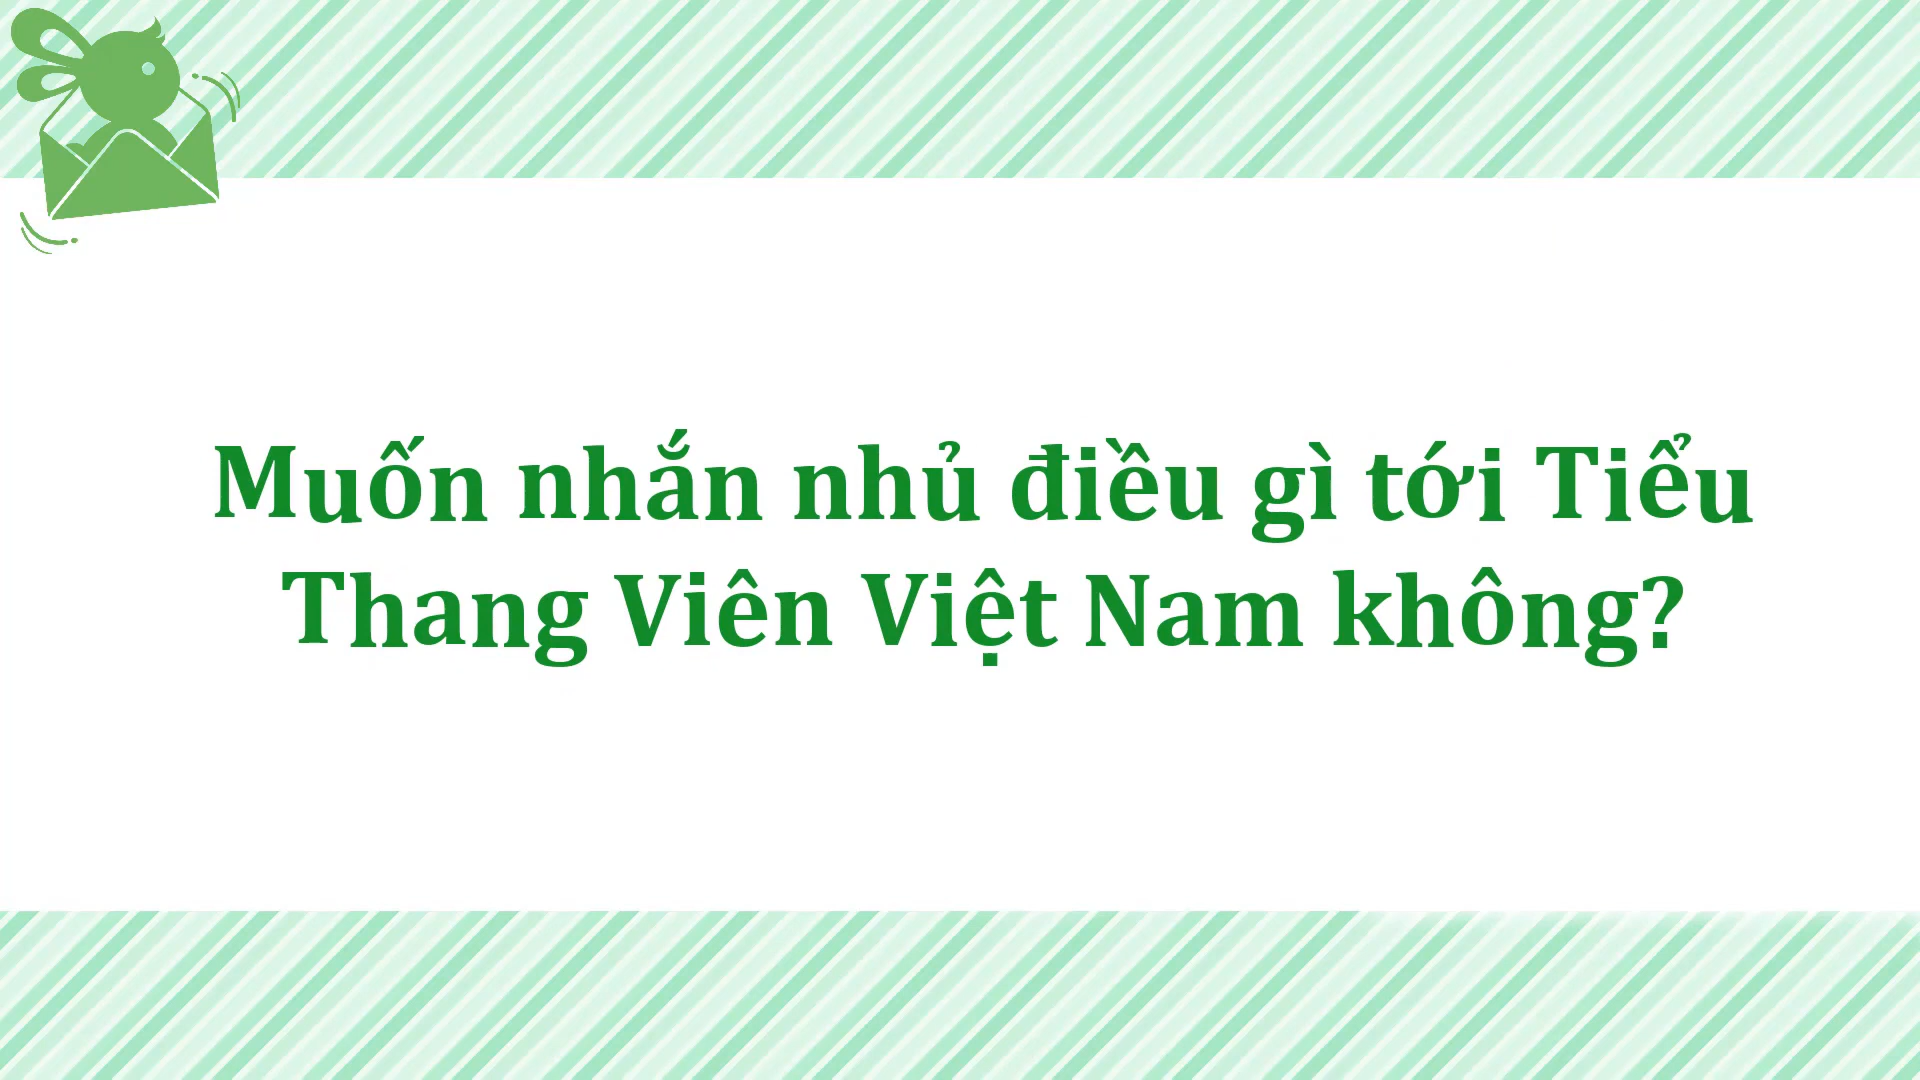 Muốn nhắn nhủ điều gì tới Tiểu
Thang Viên Việt Nam không?